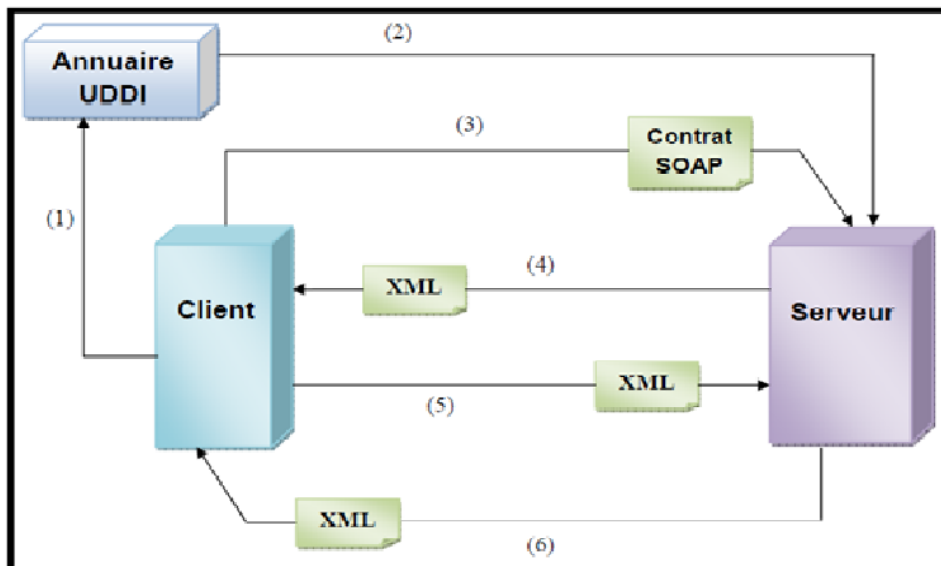 (2)
Annuaire
UDDI
(3)
Contrat
SOAP
(1)
(4)
XML
Client
Serveur
XML
(5)
XML
(6)